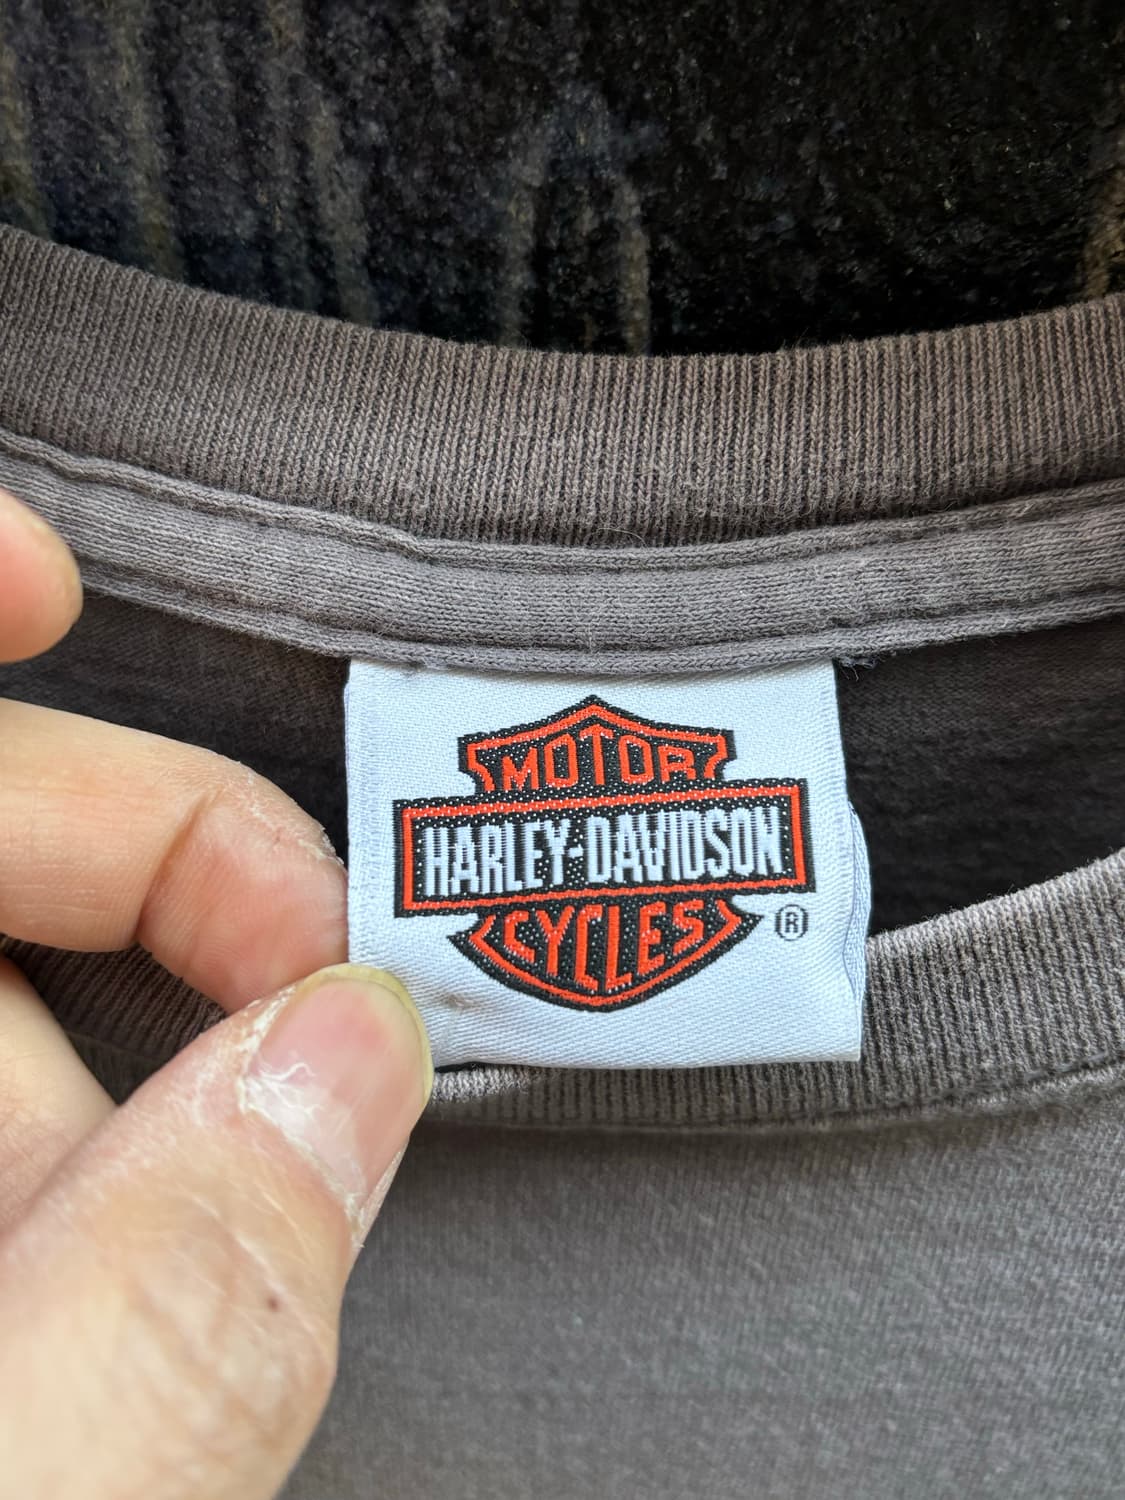 MOTOR
HARLEY-DAVIDSON
CYCLES
®